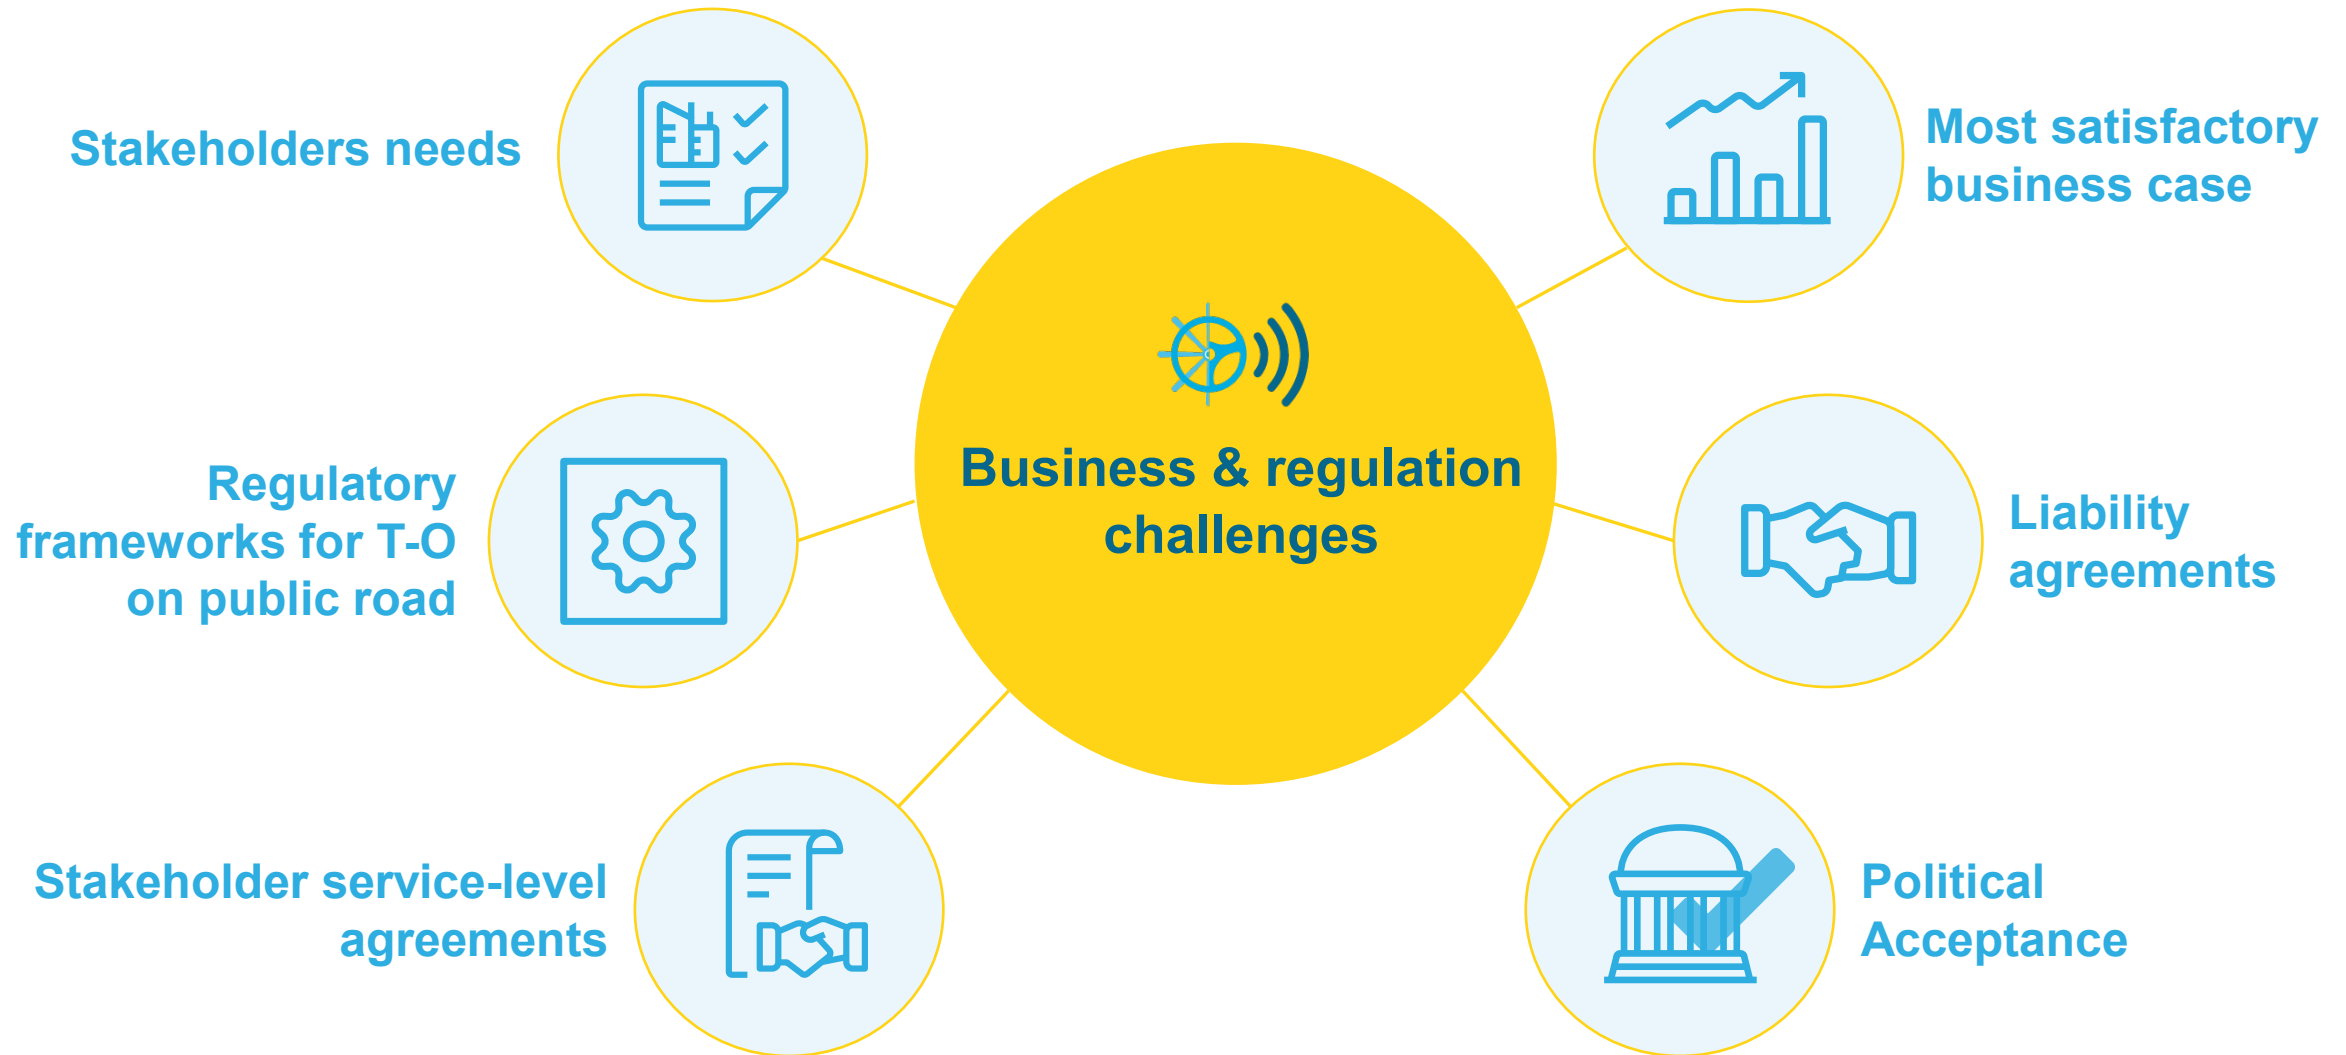 Stakeholders needs
Regulatory
frameworks for T-O
on public road
Stakeholder service-level
agreements
Business & regulation
challenges
Most satisfactory
business case
Liability
agreements
Political
Acceptance